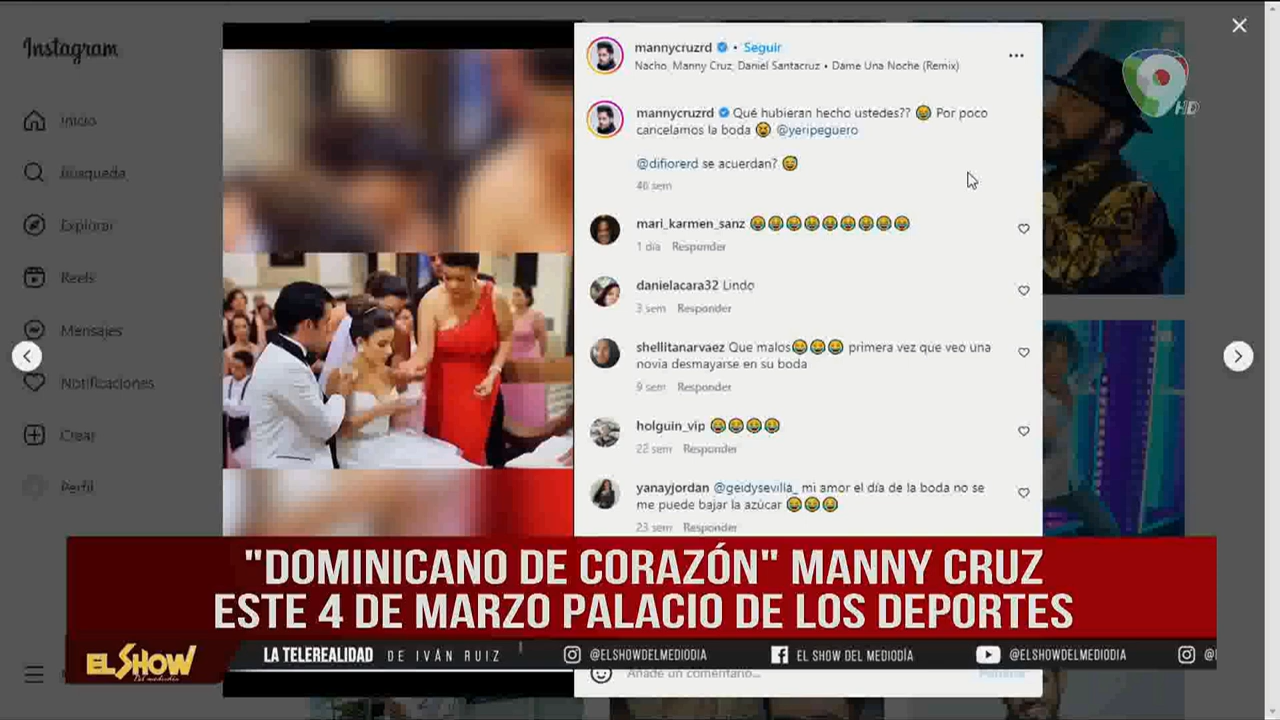 Instagram
Inicio
Búsqueda
Explorar
Reels
Mensajes
Notificaciones
Crear
Perfil
mannycruzrd • Seguir
Nacho, Manny Cruz, Daniel Santacruz • Dame Una Noche (Remix)
mannycruzrd Qué hubieran hecho ustedes?? 😂 Por poco
cancelamos la boda 😆 @yeripeguero
@difiorerd se acuerdan? 😅
46 sem
mari_karmen_sanz 😂😂😂😂😂😂😂😂😂
1 día Responder
danielacara32 Lindo
3 sem Responder
shellitanarvaez Que malos😂😂😂 primera vez que veo una
novia desmayarse en su boda
9 sem Responder
holguin_vip 😂😂😂😂
22 sem Responder
yanayjordan @geidysevilla_ mi amor el día de la boda no se
me puede bajar la azúcar 😂😂😂
23 sem Responder
9
HD
"DOMINICANO DE CORAZÓN" MANNY CRUZ
ESTE 4 DE MARZO PALACIO DE LOS DEPORTES
EL SHOW
del mediodía
LA TELEREALIDAD DE IVÁN RUIZ
@ELSHOWDELMEDIODIA
EL SHOW DEL MEDIODÍA
@ELSHOWDELMEDIODIA
Añade un comentario...
Publicar